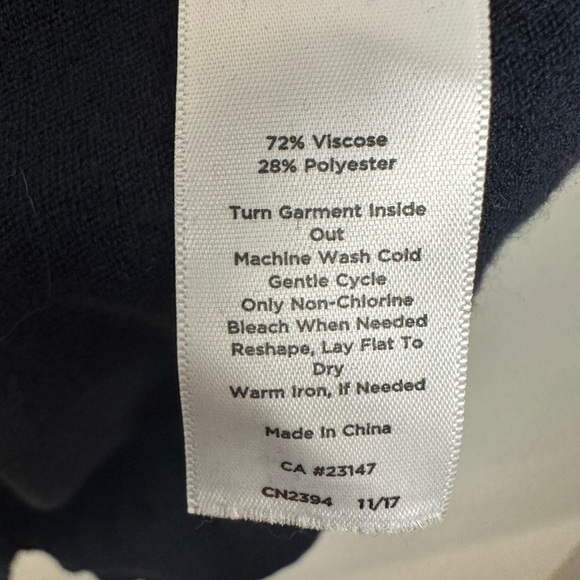 72% Viscose
28% Polyester
Turn Garment Inside
Out
Machine Wash Cold
Gentle Cycle
Only Non-Chlorine
Bleach When Needed
Reshape, Lay Flat To
Dry
Warm Iron, If Needed
Made In China
CA #23147
CN2394 11/17